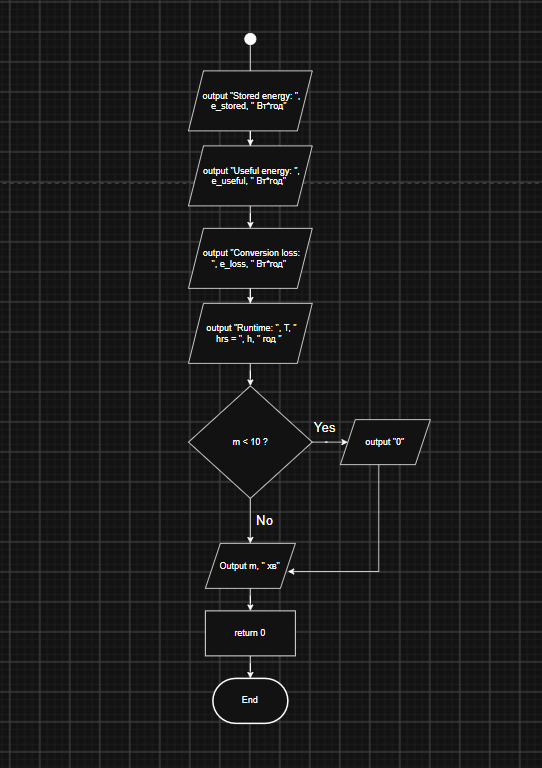 output "Stored energy: ",
e_stored, " Вт*год"
output "Useful energy: ",
e_useful, " Вт*год"
output "Conversion loss:
", e_loss, " Вт*год"
output "Runtime: ", T, "
hrs = ", h, " год "
m < 10 ?
Yes
output "0"
No
Output m, " хв"
return 0
End